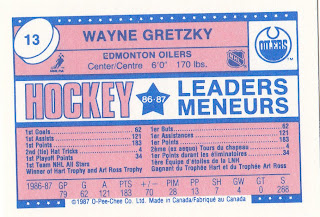 13
WAYNE GRETZKY
EDMONTON OILERS
Center/Centre 6'0' 170 lbs.
OILERS
HOCKEY
86-87
LEADERS
MENEURS
1st Goals 62
1st Assists 121
1st Points 183
2nd (tie) Hat Tricks 4
1st Playoff Points 34
1st Team NHL All Stars
Winner of Hart Trophy and Art Ross Trophy
1er Buts 62
1er Assistances 121
1er Points 183
2ème (ex aequo) Tours du chapeau 4
1er Points durant les éliminatoires 34
1ère Équipe d'étoiles de la LNH
Gagnant du Trophée Hart et du Trophée Art Ross
GP G A PTS +/- PIM PP SH GW GT S
1986-87 79 62 121 183 70 28 13 7 4 0 288
©1987 O-Pee-Chee Co. Ltd. Made in Canada/Fabriqué au Canada